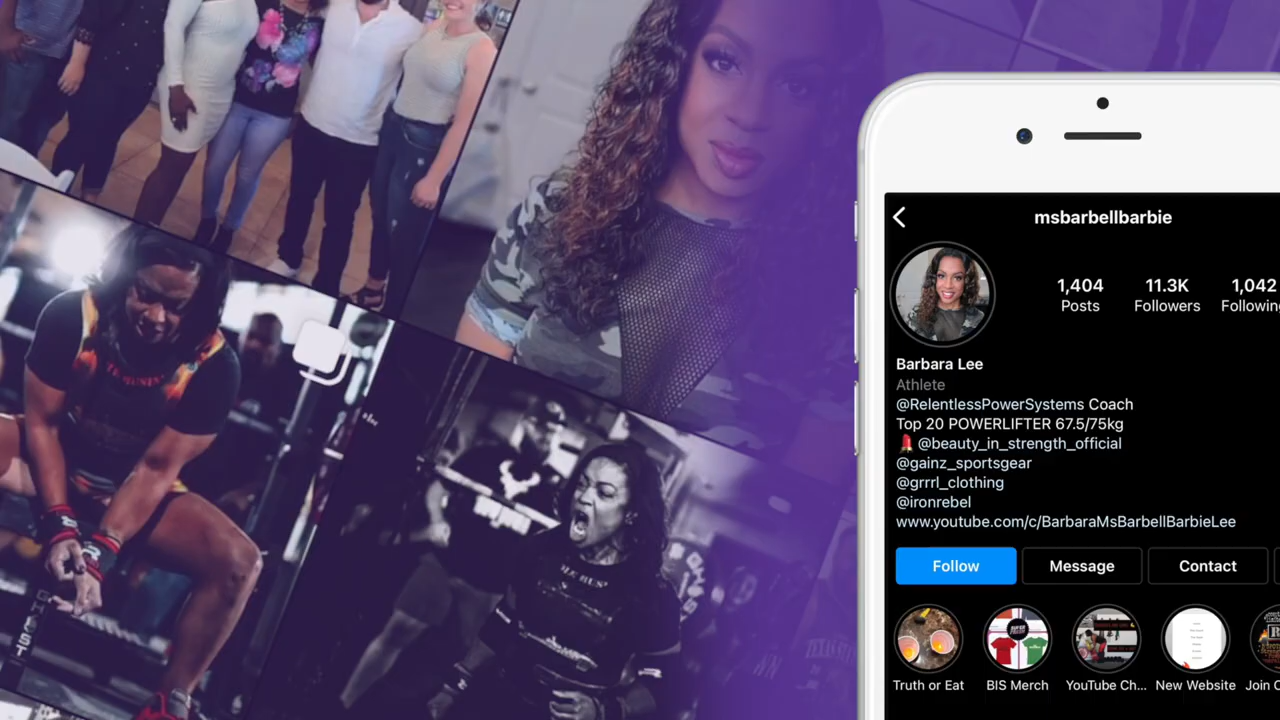 msbarbellbarbie
1,404 11.3K 1,042
Posts Followers Following
Barbara Lee
Athlete
@RelentlessPowerSystems Coach
Top 20 POWERLIFTER 67.5/75kg
💄 @beauty_in_strength_official
@gainz_sportsgear
@grrrl_clothing
@ironrebel
www.youtube.com/c/BarbaraMsBarbellBarbieLee
Follow Message Contact
Truth or Eat BIS Merch YouTube Ch... New Website Join